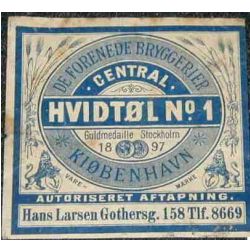 DE FORENEDE BRYGGERIER
CENTRAL
HVIDTØL No. 1
Guldmedaille Stockholm
18 97
KJØBENHAVN
VARE- MÆRKE
AUTORISERET AFTAPNING.
Hans Larsen Gothersg. 158 Tlf. 8669